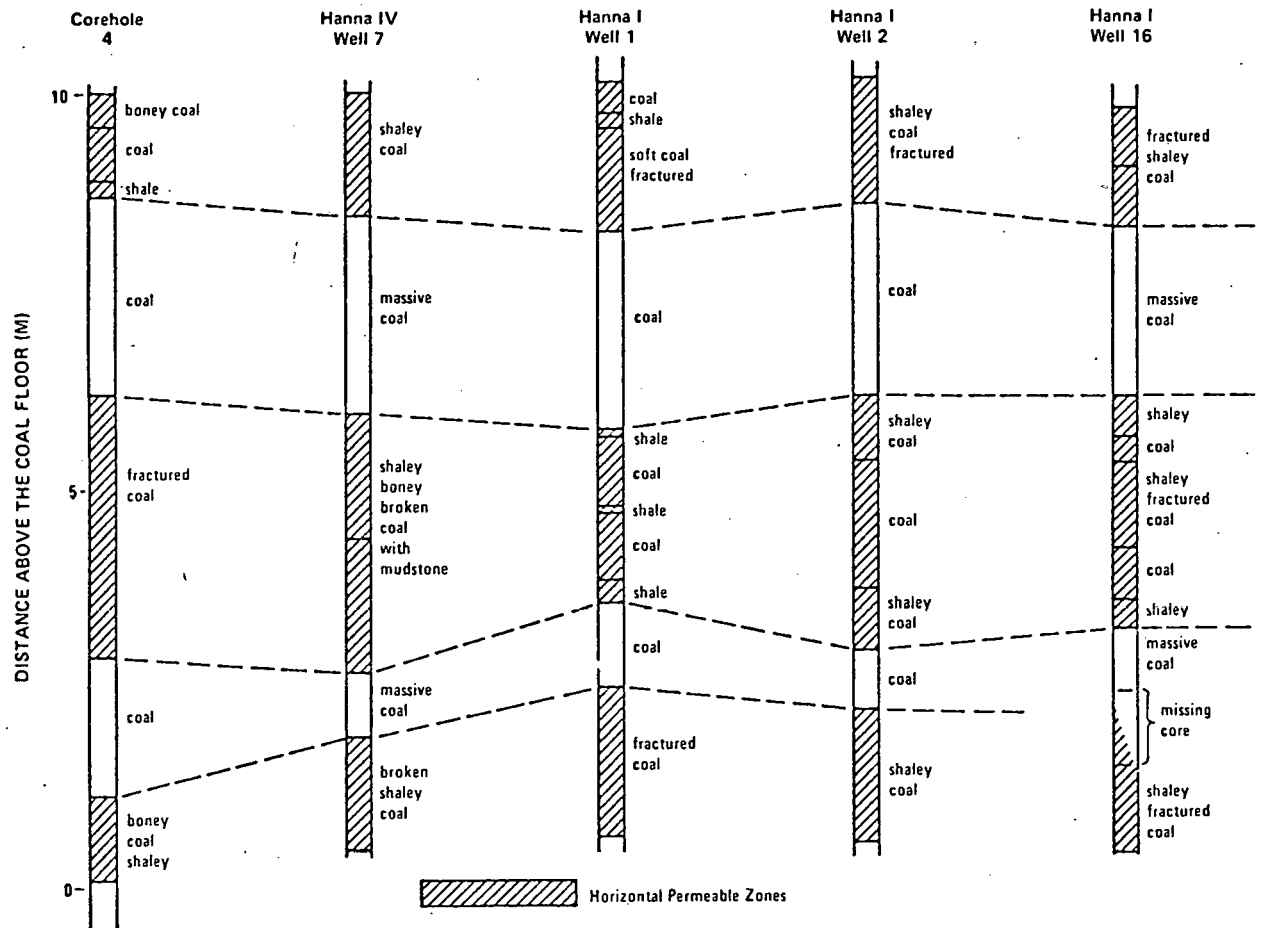 Corehole
4
Hanna IV
Well 7
Hanna I
Well 1
Hanna I
Well 2
Hanna I
Well 16
DISTANCE ABOVE THE COAL FLOOR (M)
10
5
0
boney coal
coal
shale
coal
fractured
coal
coal
boney
coal
shaley
shaley
coal
massive
coal
shaley
boney
broken
coal
with
mudstone
massive
coal
broken
shaley
coal
coal
shale
soft coal
fractured
coal
shale
coal
shale
coal
shale
coal
fractured
coal
shaley
coal
fractured
coal
shaley
coal
coal
shaley
coal
coal
shaley
coal
fractured
shaley
coal
massive
coal
shaley
coal
shaley
fractured
coal
coal
shaley
massive
coal
missing
core
shaley
fractured
coal
Horizontal Permeable Zones